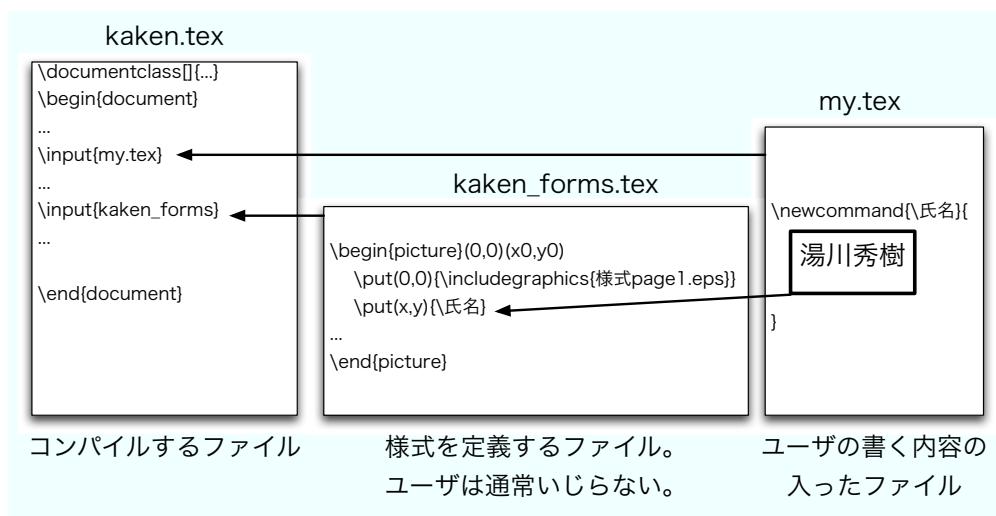 kaken.tex
\documentclass[]{...}
\begin{document}
...
\input{my.tex}
...
\input{kaken_forms}
...
\end{document}
コンパイルするファイル
kaken_forms.tex
\begin{picture}(0,0)(x0,y0)
\put(0,0){\includegraphics{様式page1.eps}}
\put(x,y){\氏名}
...
\end{picture}
様式を定義するファイル。
ユーザは通常いじらない。
my.tex
\newcommand{\氏名}{
湯川秀樹
}
ユーザの書く内容の
入ったファイル